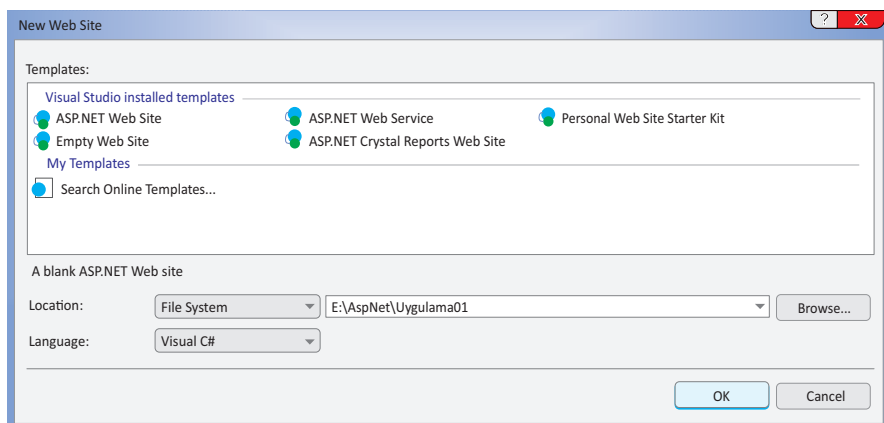 New Web Site
?
X
Templates:
Visual Studio installed templates
ASP.NET Web Site ASP.NET Web Service Personal Web Site Starter Kit
Empty Web Site ASP.NET Crystal Reports Web Site
My Templates
Search Online Templates...
A blank ASP.NET Web site
Location: File System E:\AspNet\Uygulama01 Browse...
Language: Visual C#
OK Cancel